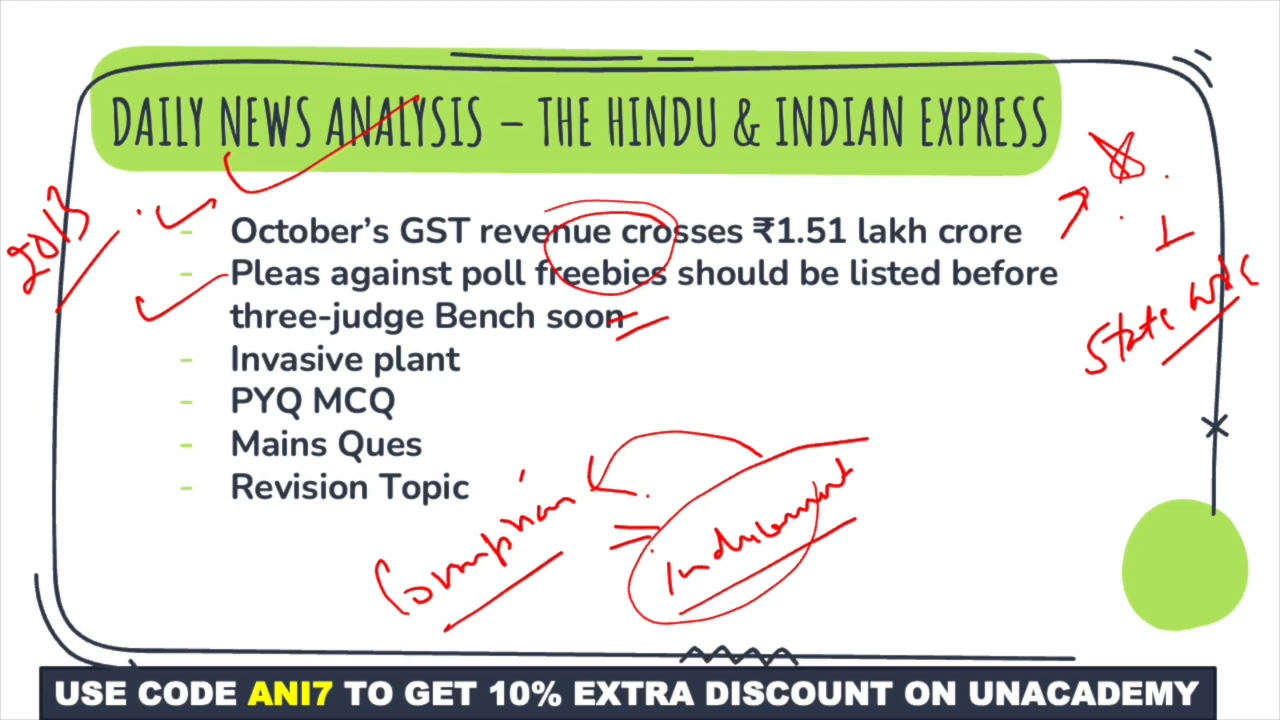 DAILY NEWS ANALYSIS – THE HINDU & INDIAN EXPRESS
2013
- October's GST revenue crosses ₹1.51 lakh crore
- Pleas against poll freebies should be listed before
three-judge Bench soon
- Invasive plant
- PYQ MCQ
- Mains Ques
- Revision Topic
State
Corruption
inducement
USE CODE ANI7 TO GET 10% EXTRA DISCOUNT ON UNACADEMY